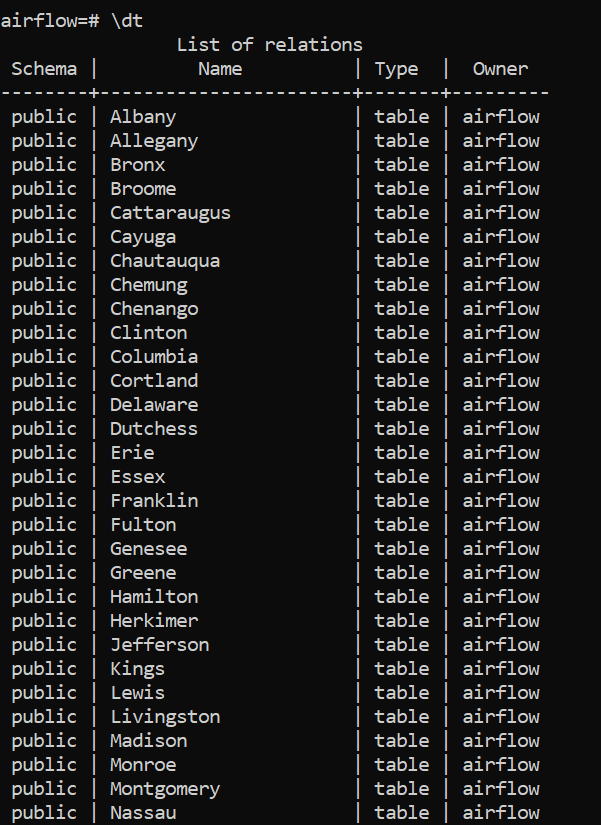 airflow=# \dt
                List of relations
 Schema |         Name          | Type  |  Owner
--------+-----------------------+-------+---------
 public | Albany                | table | airflow
 public | Allegany              | table | airflow
 public | Bronx                 | table | airflow
 public | Broome                | table | airflow
 public | Cattaraugus           | table | airflow
 public | Cayuga                | table | airflow
 public | Chautauqua            | table | airflow
 public | Chemung               | table | airflow
 public | Chenango              | table | airflow
 public | Clinton               | table | airflow
 public | Columbia              | table | airflow
 public | Cortland              | table | airflow
 public | Delaware              | table | airflow
 public | Dutchess              | table | airflow
 public | Erie                  | table | airflow
 public | Essex                 | table | airflow
 public | Franklin              | table | airflow
 public | Fulton                | table | airflow
 public | Genesee               | table | airflow
 public | Greene                | table | airflow
 public | Hamilton              | table | airflow
 public | Herkimer              | table | airflow
 public | Jefferson             | table | airflow
 public | Kings                 | table | airflow
 public | Lewis                 | table | airflow
 public | Livingston            | table | airflow
 public | Madison               | table | airflow
 public | Monroe                | table | airflow
 public | Montgomery            | table | airflow
 public | Nassau                | table | airflow